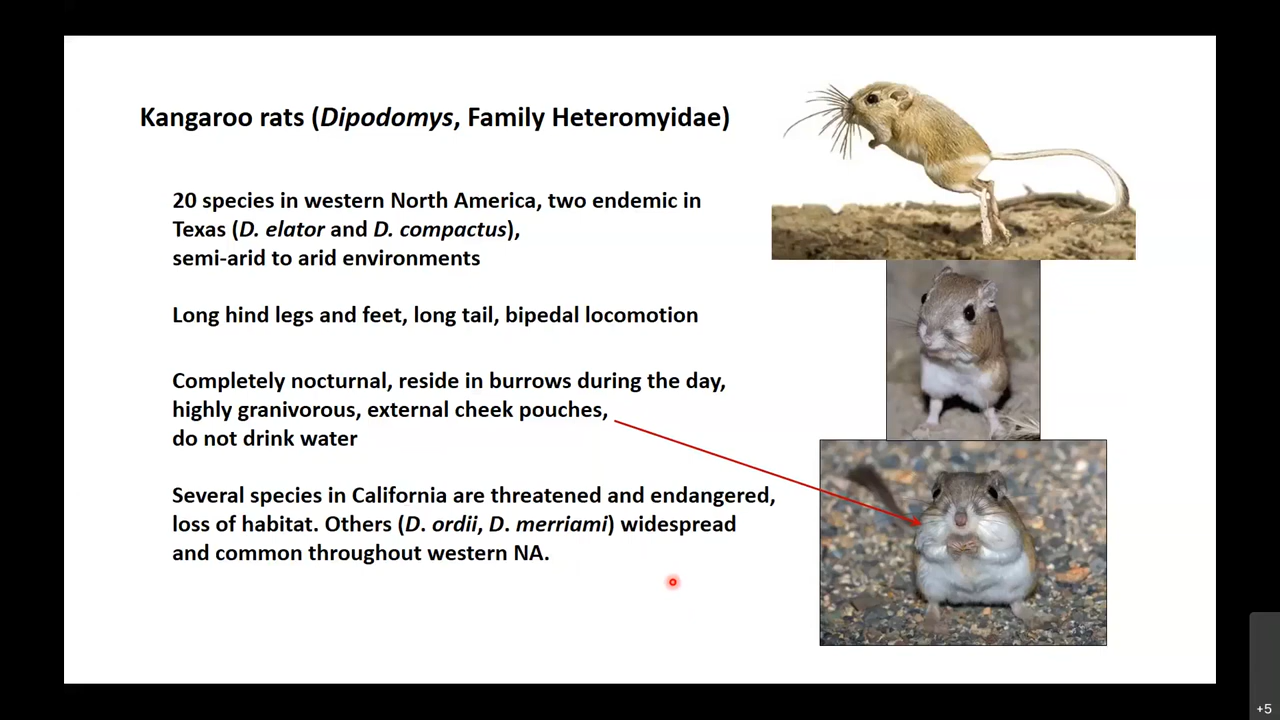 Kangaroo rats (Dipodomys, Family Heteromyidae)
20 species in western North America, two endemic in
Texas (D. elator and D. compactus),
semi-arid to arid environments
Long hind legs and feet, long tail, bipedal locomotion
Completely nocturnal, reside in burrows during the day,
highly granivorous, external cheek pouches,
do not drink water
Several species in California are threatened and endangered,
loss of habitat. Others (D. ordii, D. merriami) widespread
and common throughout western NA.
+5